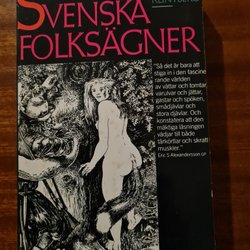 SVENSKA
FOLKSÄGNER
"Så det är bara att
stiga in i den fascine
rande världen
av vättar och tomtar,
varulvar och jättar,
gastar och spöken,
smådjävlar och
stora djävlar. Och
konstatera att den
mäktiga läsningen
vädjar till både
tårkörtlar och skratt
muskler."
Eric S Alexandersson GP